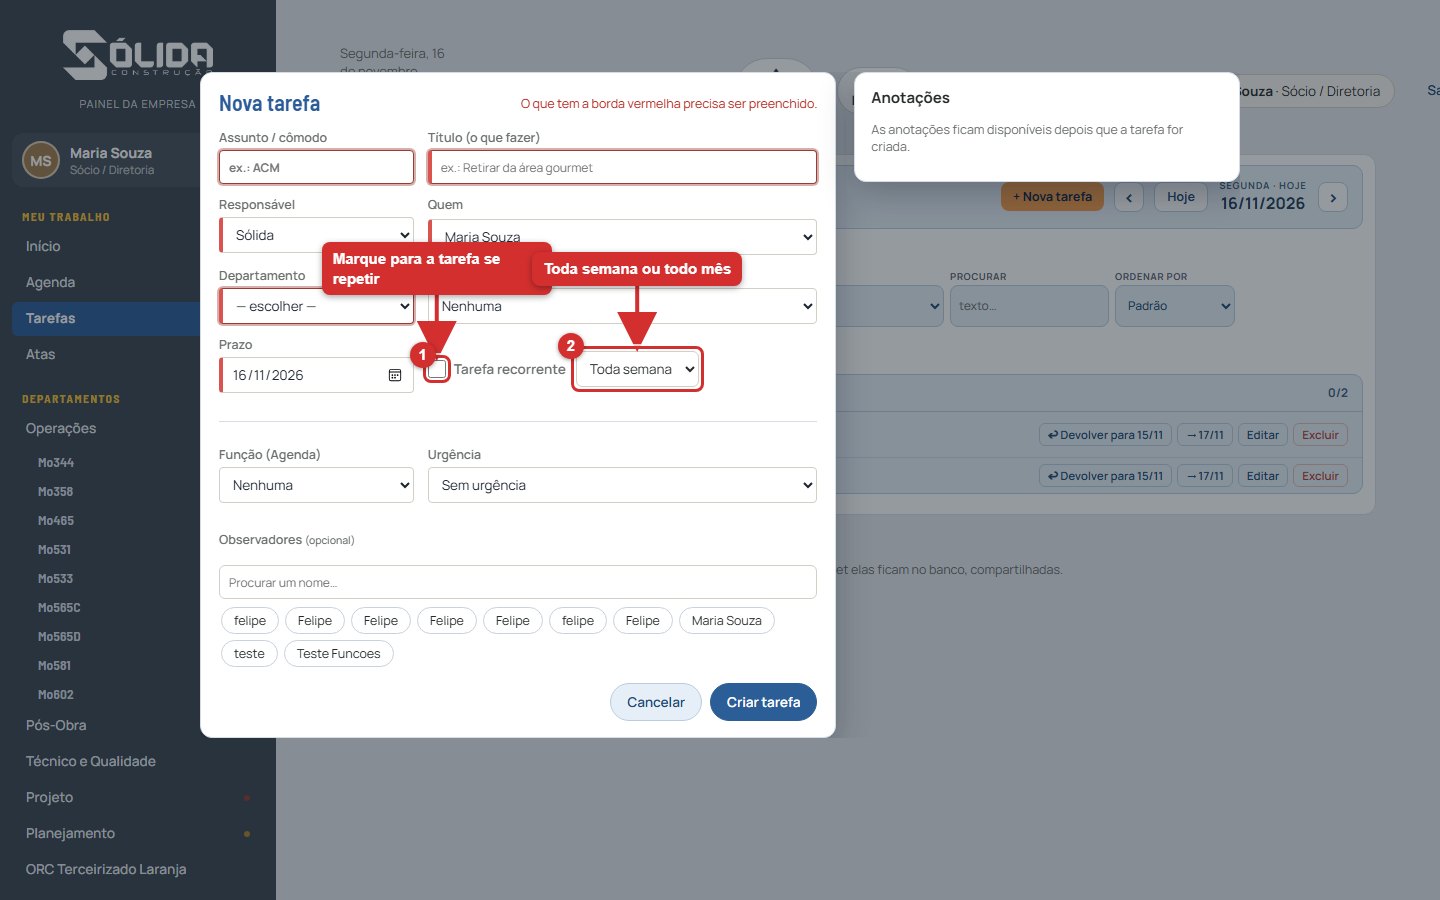 SÓLIDA
CONSTRUÇÃO
PAINEL DA EMPRESA
MS
Maria Souza
Sócio / Diretoria
MEU TRABALHO
Início
Agenda
Tarefas
Atas
DEPARTAMENTOS
Operações
Mo344
Mo358
Mo465
Mo531
Mo533
Mo565C
Mo565D
Mo581
Mo602
Pós-Obra
Técnico e Qualidade
Projeto
Planejamento
ORC Terceirizado Laranja
Segunda-feira, 16
de novembro
Nova tarefa
O que tem a borda vermelha precisa ser preenchido.
Assunto / cômodo
Título (o que fazer)
ex.: ACM
ex.: Retirar da área gourmet
Responsável
Quem
Sólida
Maria Souza
Marque para a tarefa se
repetir
Toda semana ou todo mês
Departamento
— escolher —
Nenhuma
Prazo
16/11/2026
1
Tarefa recorrente
2
Toda semana
Função (Agenda)
Urgência
Nenhuma
Sem urgência
Observadores (opcional)
Procurar um nome...
felipe
Felipe
Felipe
Felipe
Felipe
felipe
Felipe
Maria Souza
teste
Teste Funcoes
Cancelar
Criar tarefa
Anotações
As anotações ficam disponíveis depois que a tarefa for
criada.
ouza · Sócio / Diretoria
Sa
+ Nova tarefa
‹
Hoje
SEGUNDA · HOJE
16/11/2026
›
PROCURAR
ORDENAR POR
texto...
Padrão
0/2
↩ Devolver para 15/11
→ 17/11
Editar
Excluir
↩ Devolver para 15/11
→ 17/11
Editar
Excluir
et elas ficam no banco, compartilhadas.